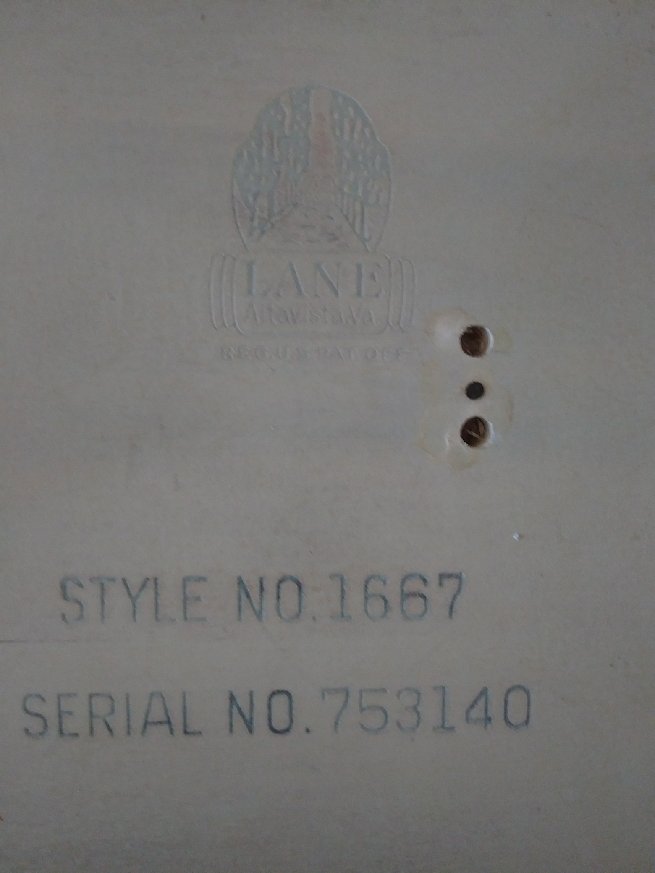 LANE
Altavista, Va.
REG. U.S. PAT. OFF.
STYLE NO. 1667
SERIAL NO. 753140